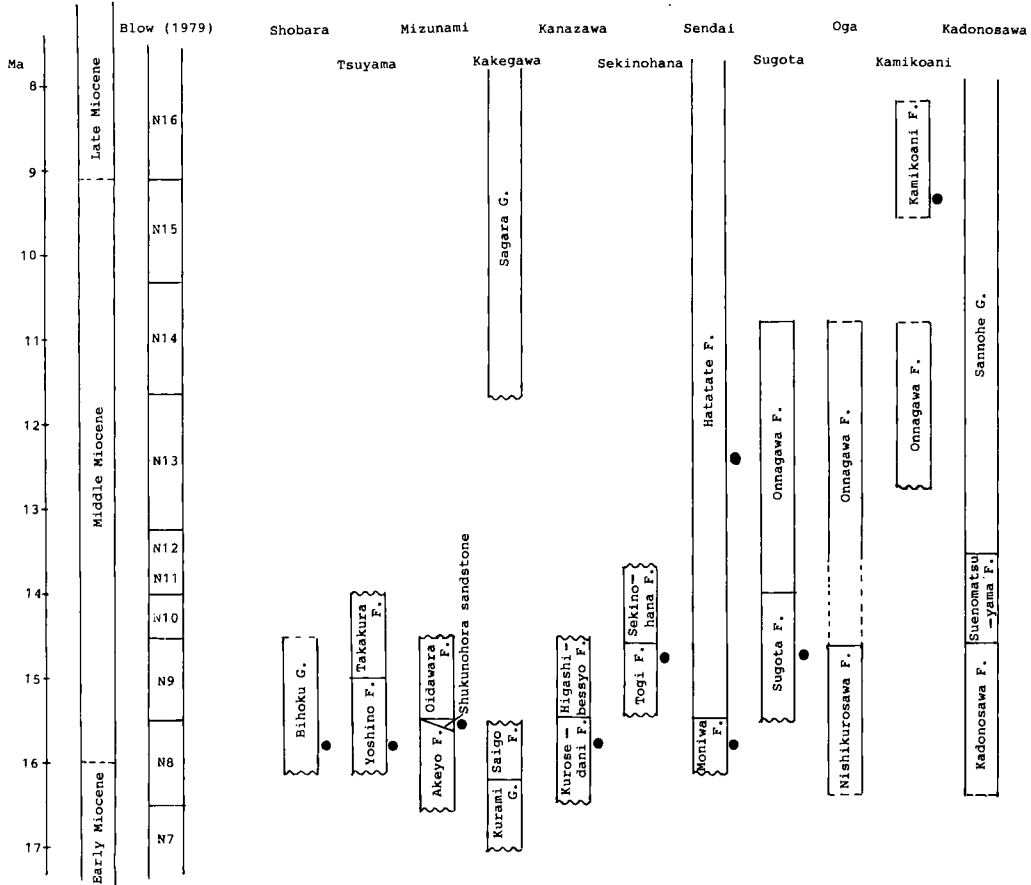 Blow (1979)
Shobara
Mizunami
Kanazawa
Sendai
Oga
Kadonosawa
Ma
Tsuyama
Kakegawa
Sekinohana
Sugota
Kamikoani
8
9
10
11
12
13
14
15
16
17
Late Miocene
Middle Miocene
Early Miocene
N16
N15
N14
N13
N12
N11
N10
N9
N8
N7
Bihoku G.
Takakura
F.
Yoshino F.
Oidawara
F.
Akeyo F.
Shukunohora sandstone
Sagara G.
Saigo
F.
Kurami
G.
Higashi-
bessyo F.
Kurose-
dani F.
Sekino-
hana F.
Togi F.
Hatatate F.
Moniwa
F.
Onnagawa F.
Sugota F.
Onnagawa F.
Nishikurosawa F.
Kamikoani F.
Onnagawa F.
Sannohe G.
Suenomatsu
-yama F.
Kadonosawa F.